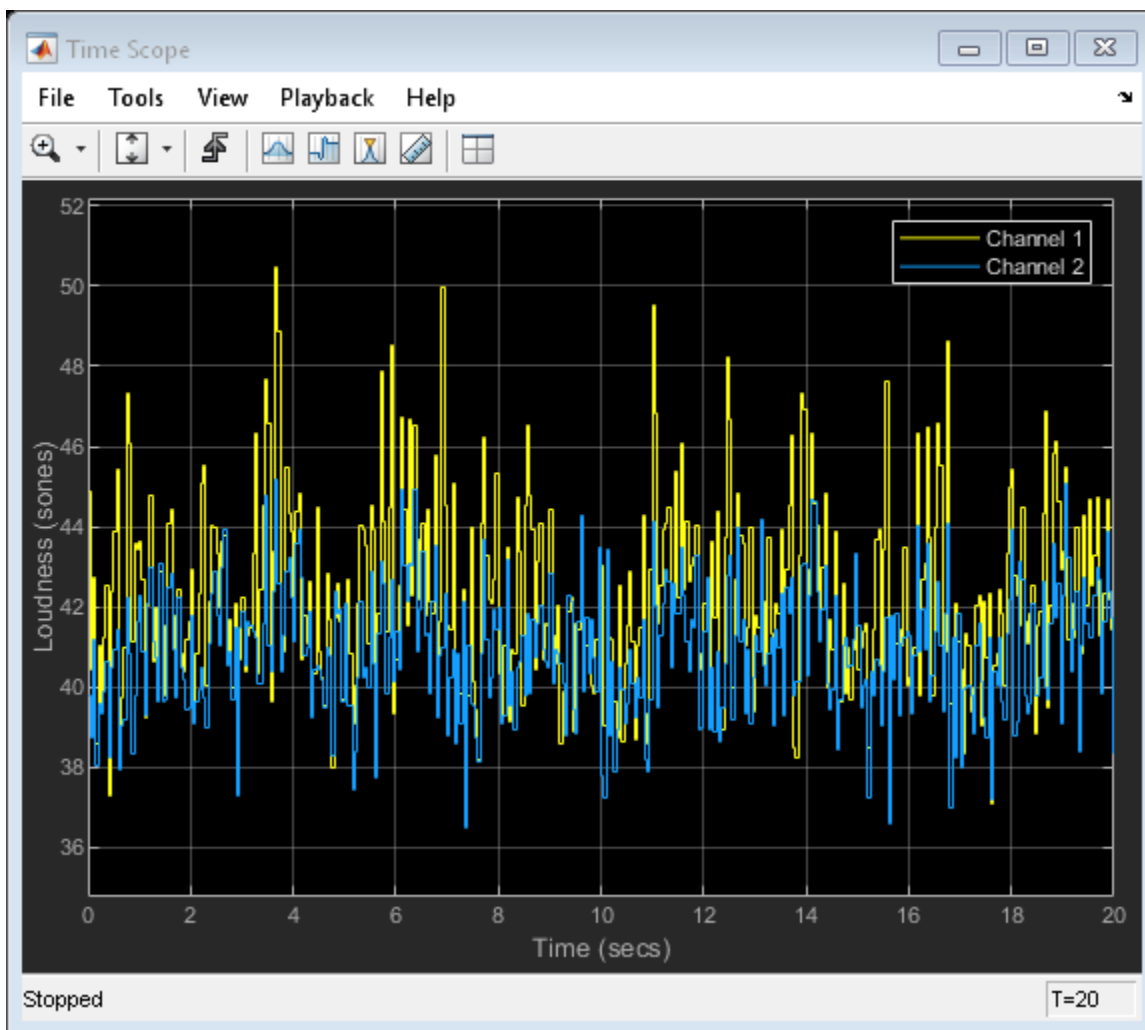 Time Scope
File Tools View Playback Help
52
50
48
46
44
42
40
38
36
Loudness (sones)
Channel 1
Channel 2
0 2 4 6 8 10 12 14 16 18 20
Time (secs)
Stopped T=20